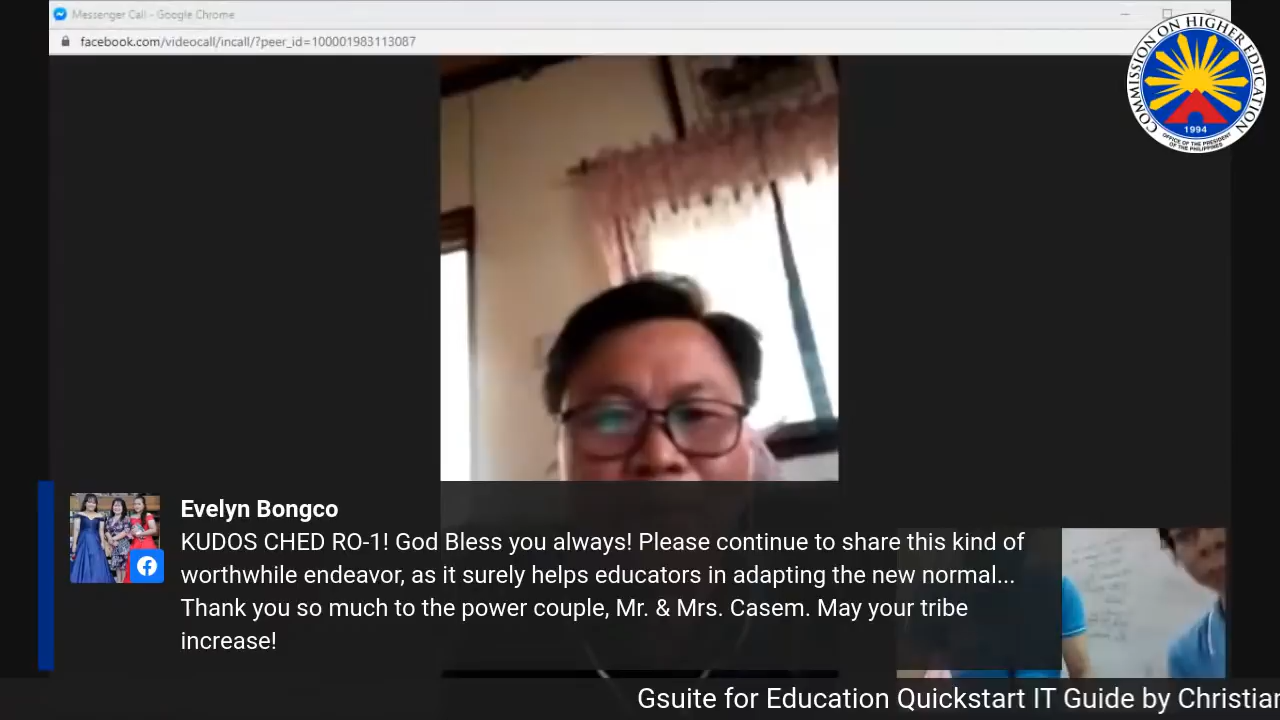 Messenger Call - Google Chrome
facebook.com/videocall/incall/?peer_id=100001983113087
COMMISSION ON HIGHER EDUCATION
1994
OFFICE OF THE PRESIDENT
OF THE PHILIPPINES
Evelyn Bongco
KUDOS CHED RO-1! God Bless you always! Please continue to share this kind of
worthwhile endeavor, as it surely helps educators in adapting the new normal...
Thank you so much to the power couple, Mr. & Mrs. Casem. May your tribe
increase!
Gsuite for Education Quickstart IT Guide by Christian